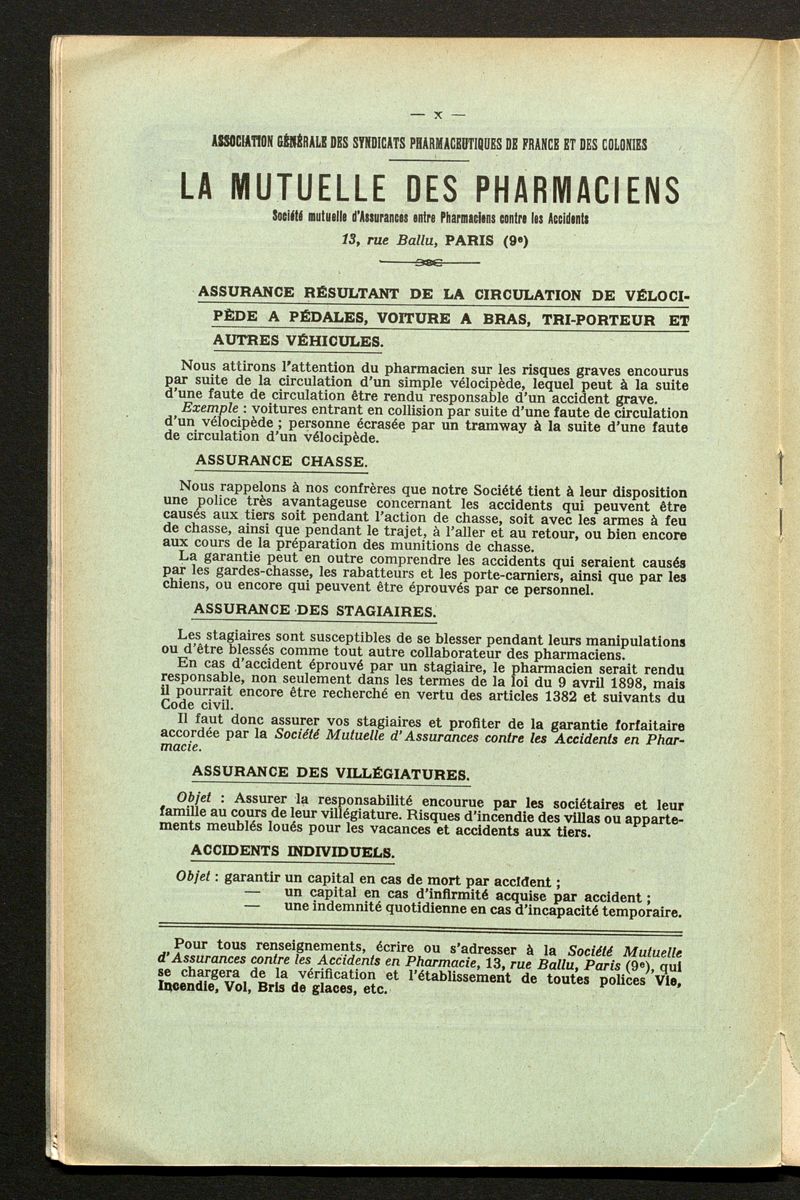 — X —
ASSOCIATION GÉNÉRALE DES SYNDICATS PHARMACEUTIQUES DE FRANCE ET DES COLONIES
LA MUTUELLE DES PHARMACIENS
Société mutuelle d'Assurances entre Pharmaciens contre les Accidents
13, rue Ballu, PARIS (9e)
ASSURANCE RÉSULTANT DE LA CIRCULATION DE VÉLOCI-
PÈDE A PÉDALES, VOITURE A BRAS, TRI-PORTEUR ET
AUTRES VÉHICULES.
Nous attirons l'attention du pharmacien sur les risques graves encourus
par suite de la circulation d'un simple vélocipède, lequel peut à la suite
d'une faute de circulation être rendu responsable d'un accident grave.
Exemple : voitures entrant en collision par suite d'une faute de circulation
d'un vélocipède ; personne écrasée par un tramway à la suite d'une faute
de circulation d'un vélocipède.
ASSURANCE CHASSE.
Nous rappelons à nos confrères que notre Société tient à leur disposition
une police très avantageuse concernant les accidents qui peuvent être
causés aux tiers soit pendant l'action de chasse, soit avec les armes à feu
de chasse, ainsi que pendant le trajet, à l'aller et au retour, ou bien encore
aux cours de la préparation des munitions de chasse.
La garantie peut en outre comprendre les accidents qui seraient causés
par les gardes-chasse, les rabatteurs et les porte-carniers, ainsi que par les
chiens, ou encore qui peuvent être éprouvés par ce personnel.
ASSURANCE DES STAGIAIRES.
Les stagiaires sont susceptibles de se blesser pendant leurs manipulations
ou d'être blessés comme tout autre collaborateur des pharmaciens.
En cas d'accident éprouvé par un stagiaire, le pharmacien serait rendu
responsable, non seulement dans les termes de la loi du 9 avril 1898, mais
il pourrait encore être recherché en vertu des articles 1382 et suivants du
Code civil.
Il faut donc assurer vos stagiaires et profiter de la garantie forfaitaire
accordée par la Société Mutuelle d'Assurances contre les Accidents en Phar-
macie.
ASSURANCE DES VILLÉGIATURES.
Objet : Assurer la responsabilité encourue par les sociétaires et leur
famille au cours de leur villégiature. Risques d'incendie des villas ou apparte-
ments meublés loués pour les vacances et accidents aux tiers.
ACCIDENTS INDIVIDUELS.
Objet : garantir un capital en cas de mort par accident ;
— un capital en cas d'infirmité acquise par accident ;
— une indemnité quotidienne en cas d'incapacité temporaire.
Pour tous renseignements, écrire ou s'adresser à la Société Mutuelle
d'Assurances contre les Accidents en Pharmacie, 13, rue Ballu, Paris (9e), qui
se chargera de la vérification et l'établissement de toutes polices Vie,
Incendie, Vol, Bris de glaces, etc.